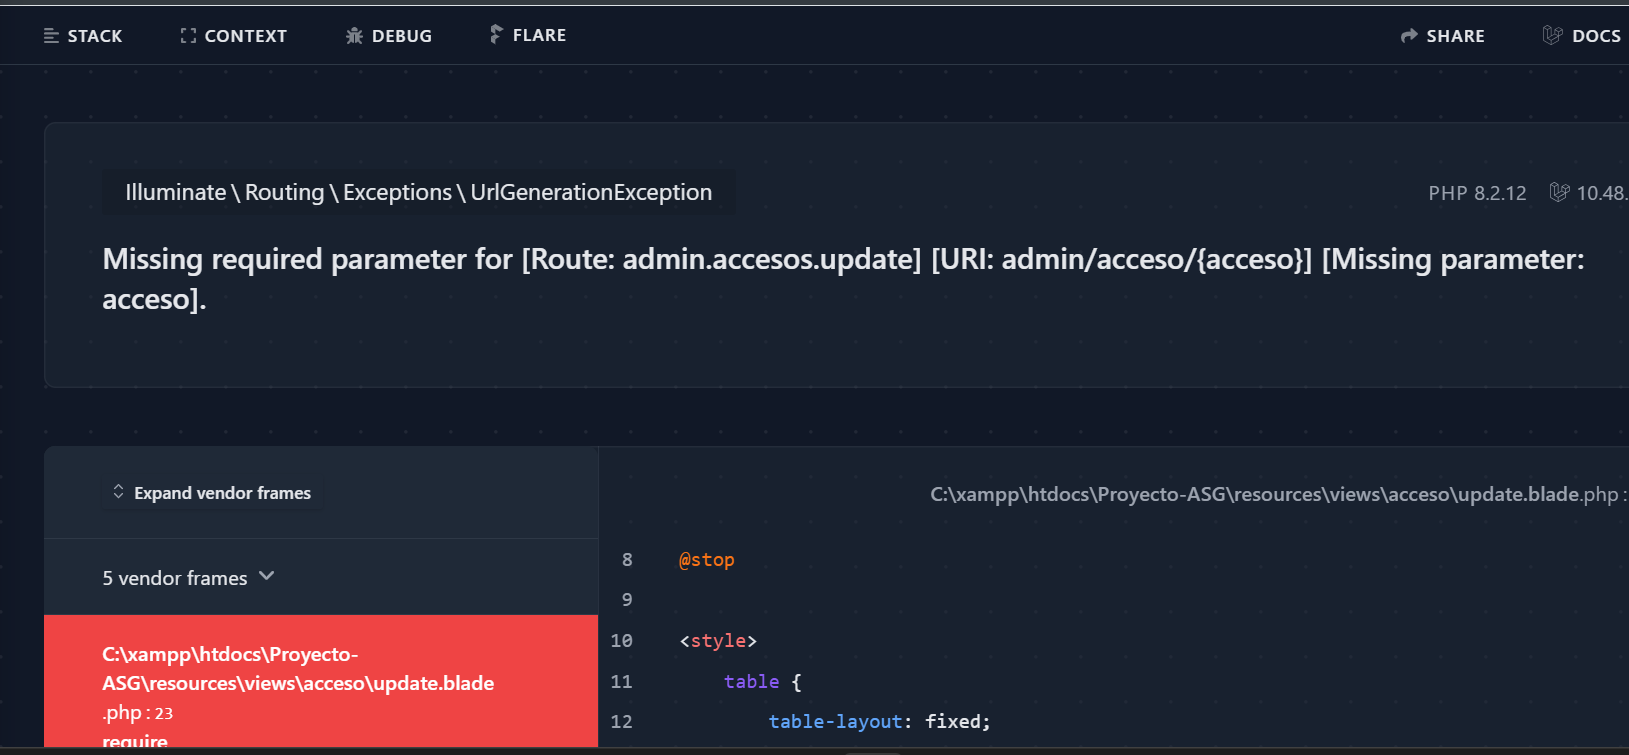 STACK CONTEXT DEBUG FLARE SHARE DOCS
Illuminate \ Routing \ Exceptions \ UrlGenerationException
PHP 8.2.12 10.48.
Missing required parameter for [Route: admin.accesos.update] [URI: admin/acceso/{acceso}] [Missing parameter:
acceso].
Expand vendor frames
5 vendor frames
C:\xampp\htdocs\Proyecto-
ASG\resources\views\acceso\update.blade
.php : 23
require
C:\xampp\htdocs\Proyecto-ASG\resources\views\acceso\update.blade.php :
8 @stop
9
10 <style>
11 table {
12 table-layout: fixed;